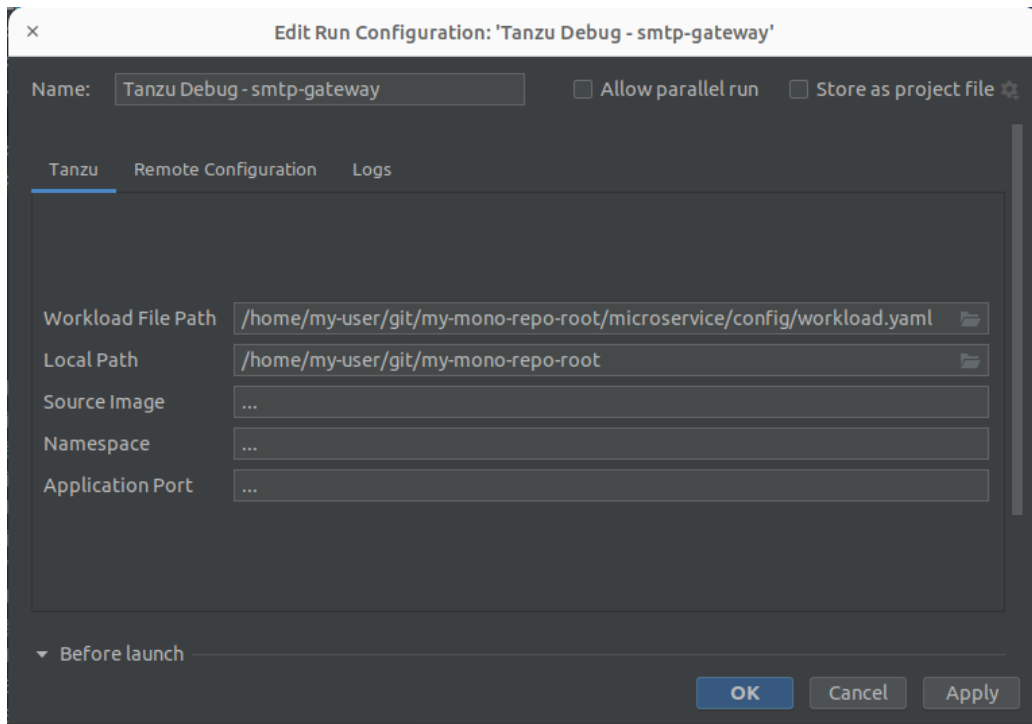 Edit Run Configuration: 'Tanzu Debug - smtp-gateway'
Name: Tanzu Debug - smtp-gateway Allow parallel run Store as project file
Tanzu Remote Configuration Logs
Workload File Path /home/my-user/git/my-mono-repo-root/microservice/config/workload.yaml
Local Path /home/my-user/git/my-mono-repo-root
Source Image ...
Namespace ...
Application Port ...
Before launch
OK Cancel Apply